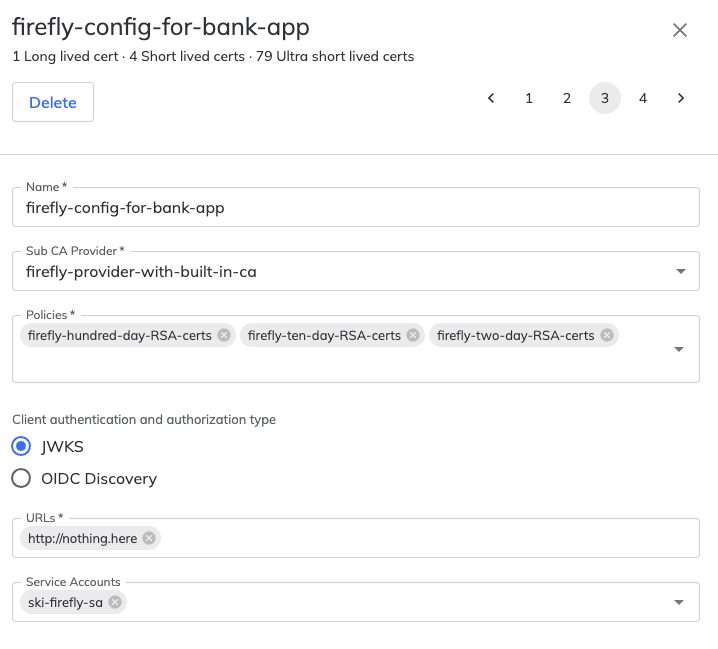 firefly-config-for-bank-app
1 Long lived cert · 4 Short lived certs · 79 Ultra short lived certs
Delete
1 2 3 4
Name *
firefly-config-for-bank-app
Sub CA Provider *
firefly-provider-with-built-in-ca
Policies *
firefly-hundred-day-RSA-certs firefly-ten-day-RSA-certs firefly-two-day-RSA-certs
Client authentication and authorization type
JWKS
OIDC Discovery
URLs *
http://nothing.here
Service Accounts
ski-firefly-sa